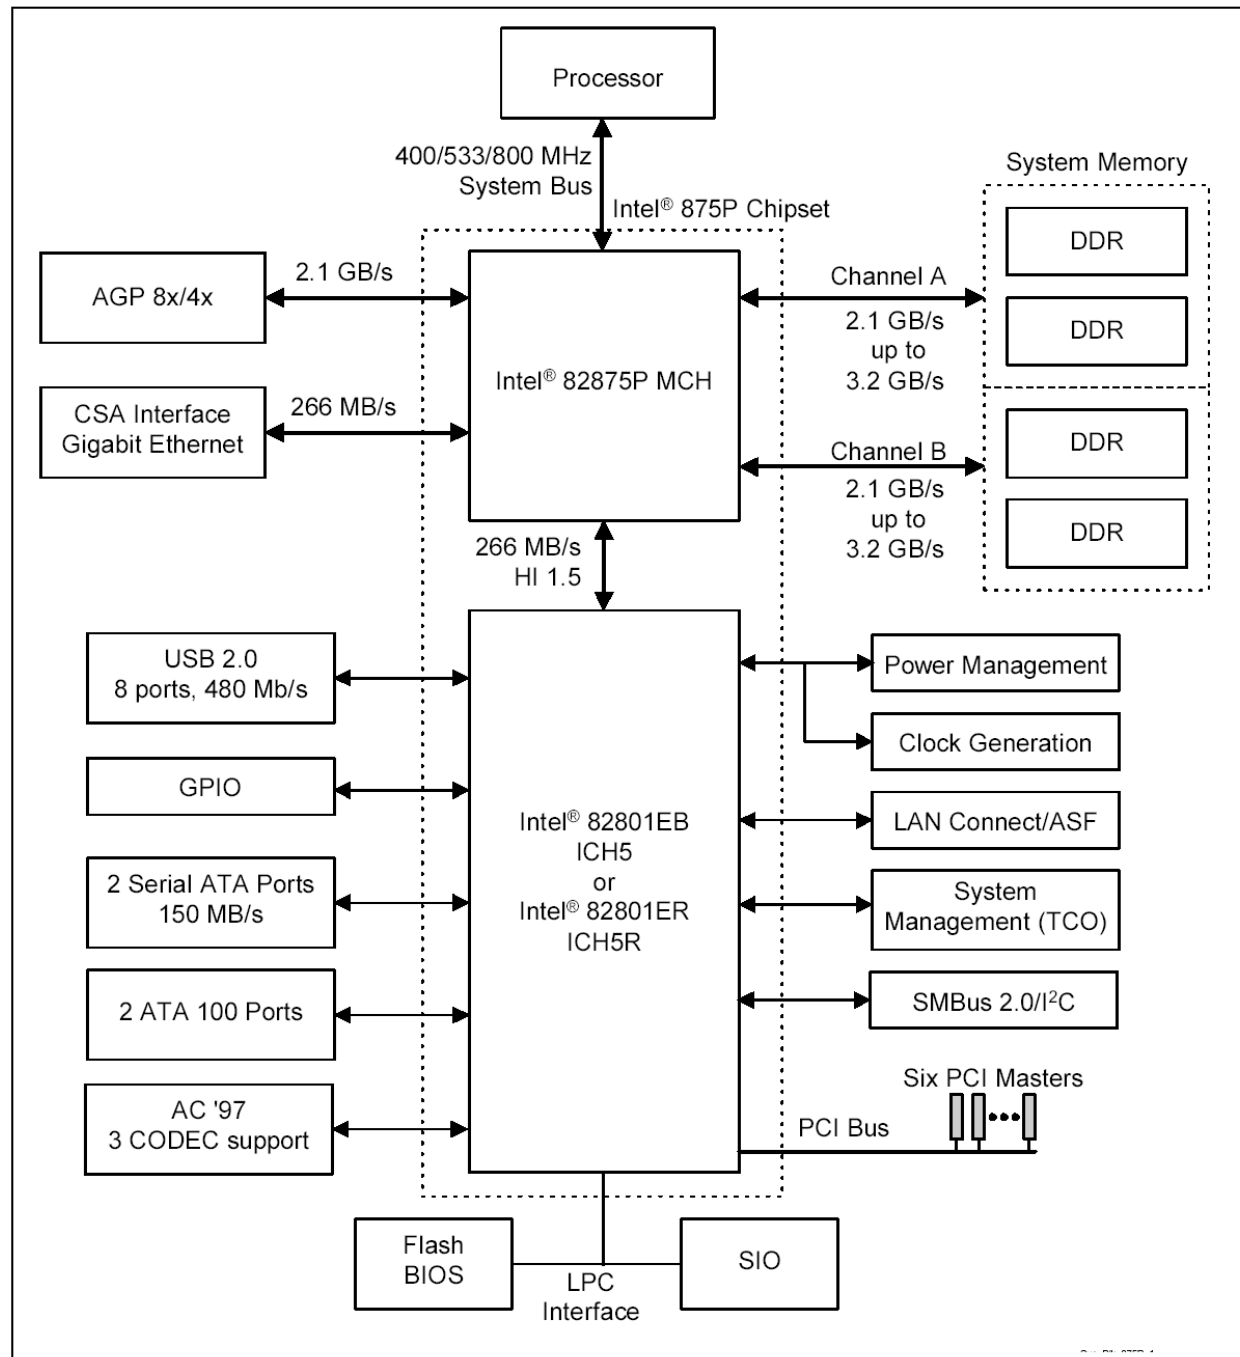 Processor
400/533/800 MHz
System Bus
Intel® 875P Chipset
System Memory
DDR
DDR
DDR
DDR
AGP 8x/4x
2.1 GB/s
CSA Interface
Gigabit Ethernet
266 MB/s
Intel® 82875P MCH
Channel A
2.1 GB/s
up to
3.2 GB/s
Channel B
2.1 GB/s
up to
3.2 GB/s
266 MB/s
HI 1.5
USB 2.0
8 ports, 480 Mb/s
GPIO
2 Serial ATA Ports
150 MB/s
2 ATA 100 Ports
AC '97
3 CODEC support
Intel® 82801EB
ICH5
or
Intel® 82801ER
ICH5R
Power Management
Clock Generation
LAN Connect/ASF
System
Management (TCO)
SMBus 2.0/I²C
Six PCI Masters
PCI Bus
Flash
BIOS
LPC
Interface
SIO